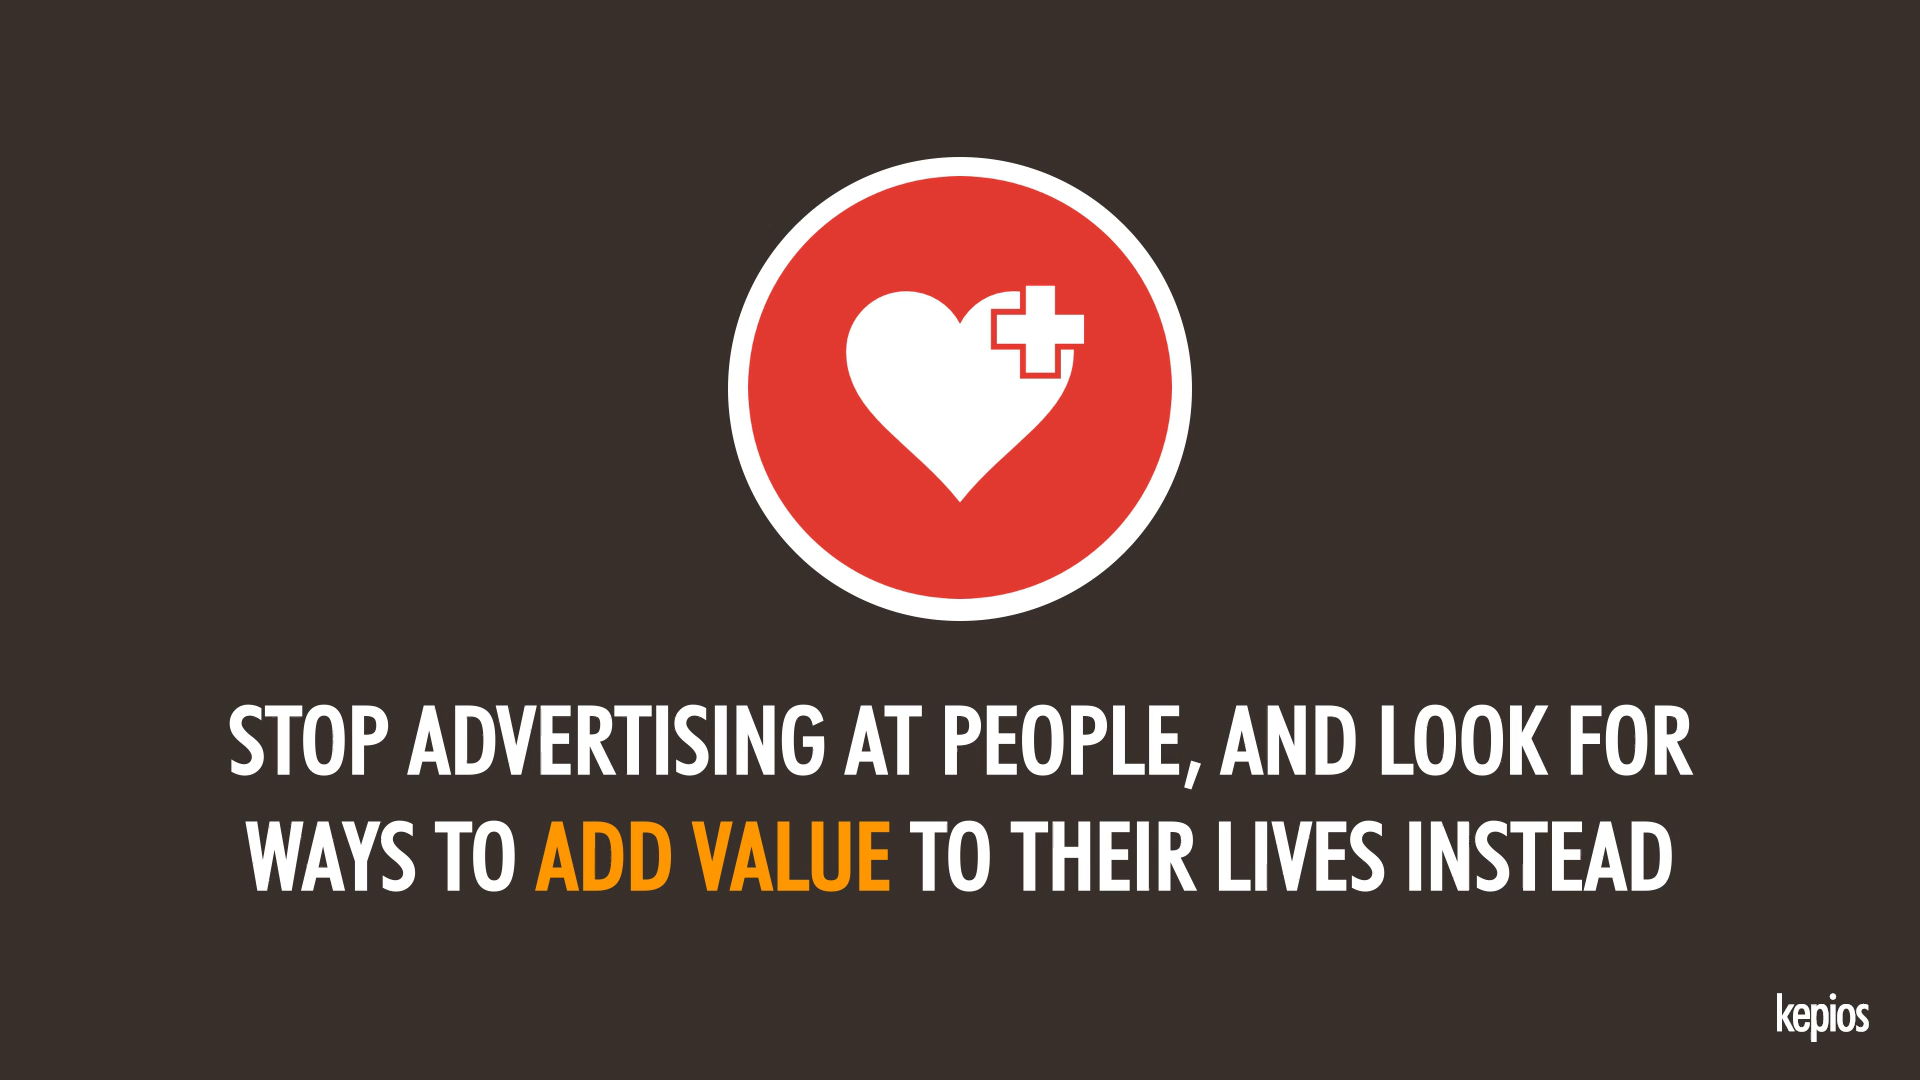 STOP ADVERTISING AT PEOPLE, AND LOOK FOR
WAYS TO ADD VALUE TO THEIR LIVES INSTEAD
kepios